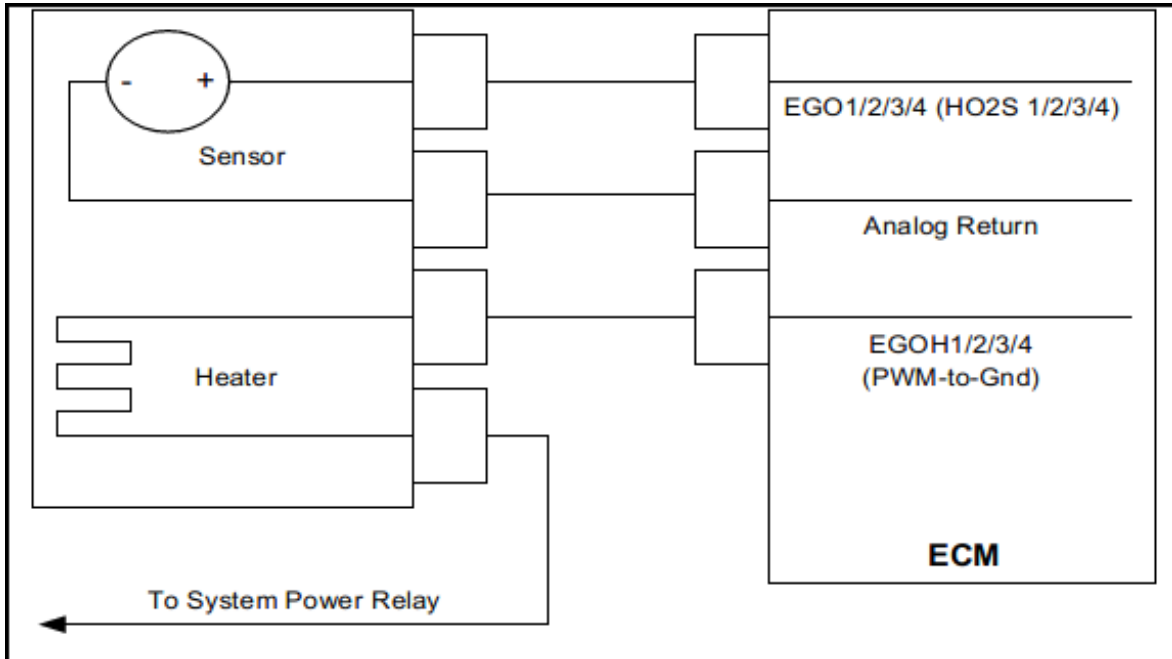 - +
Sensor
EGO1/2/3/4 (HO2S 1/2/3/4)
Analog Return
Heater
EGOH1/2/3/4
(PWM-to-Gnd)
ECM
To System Power Relay